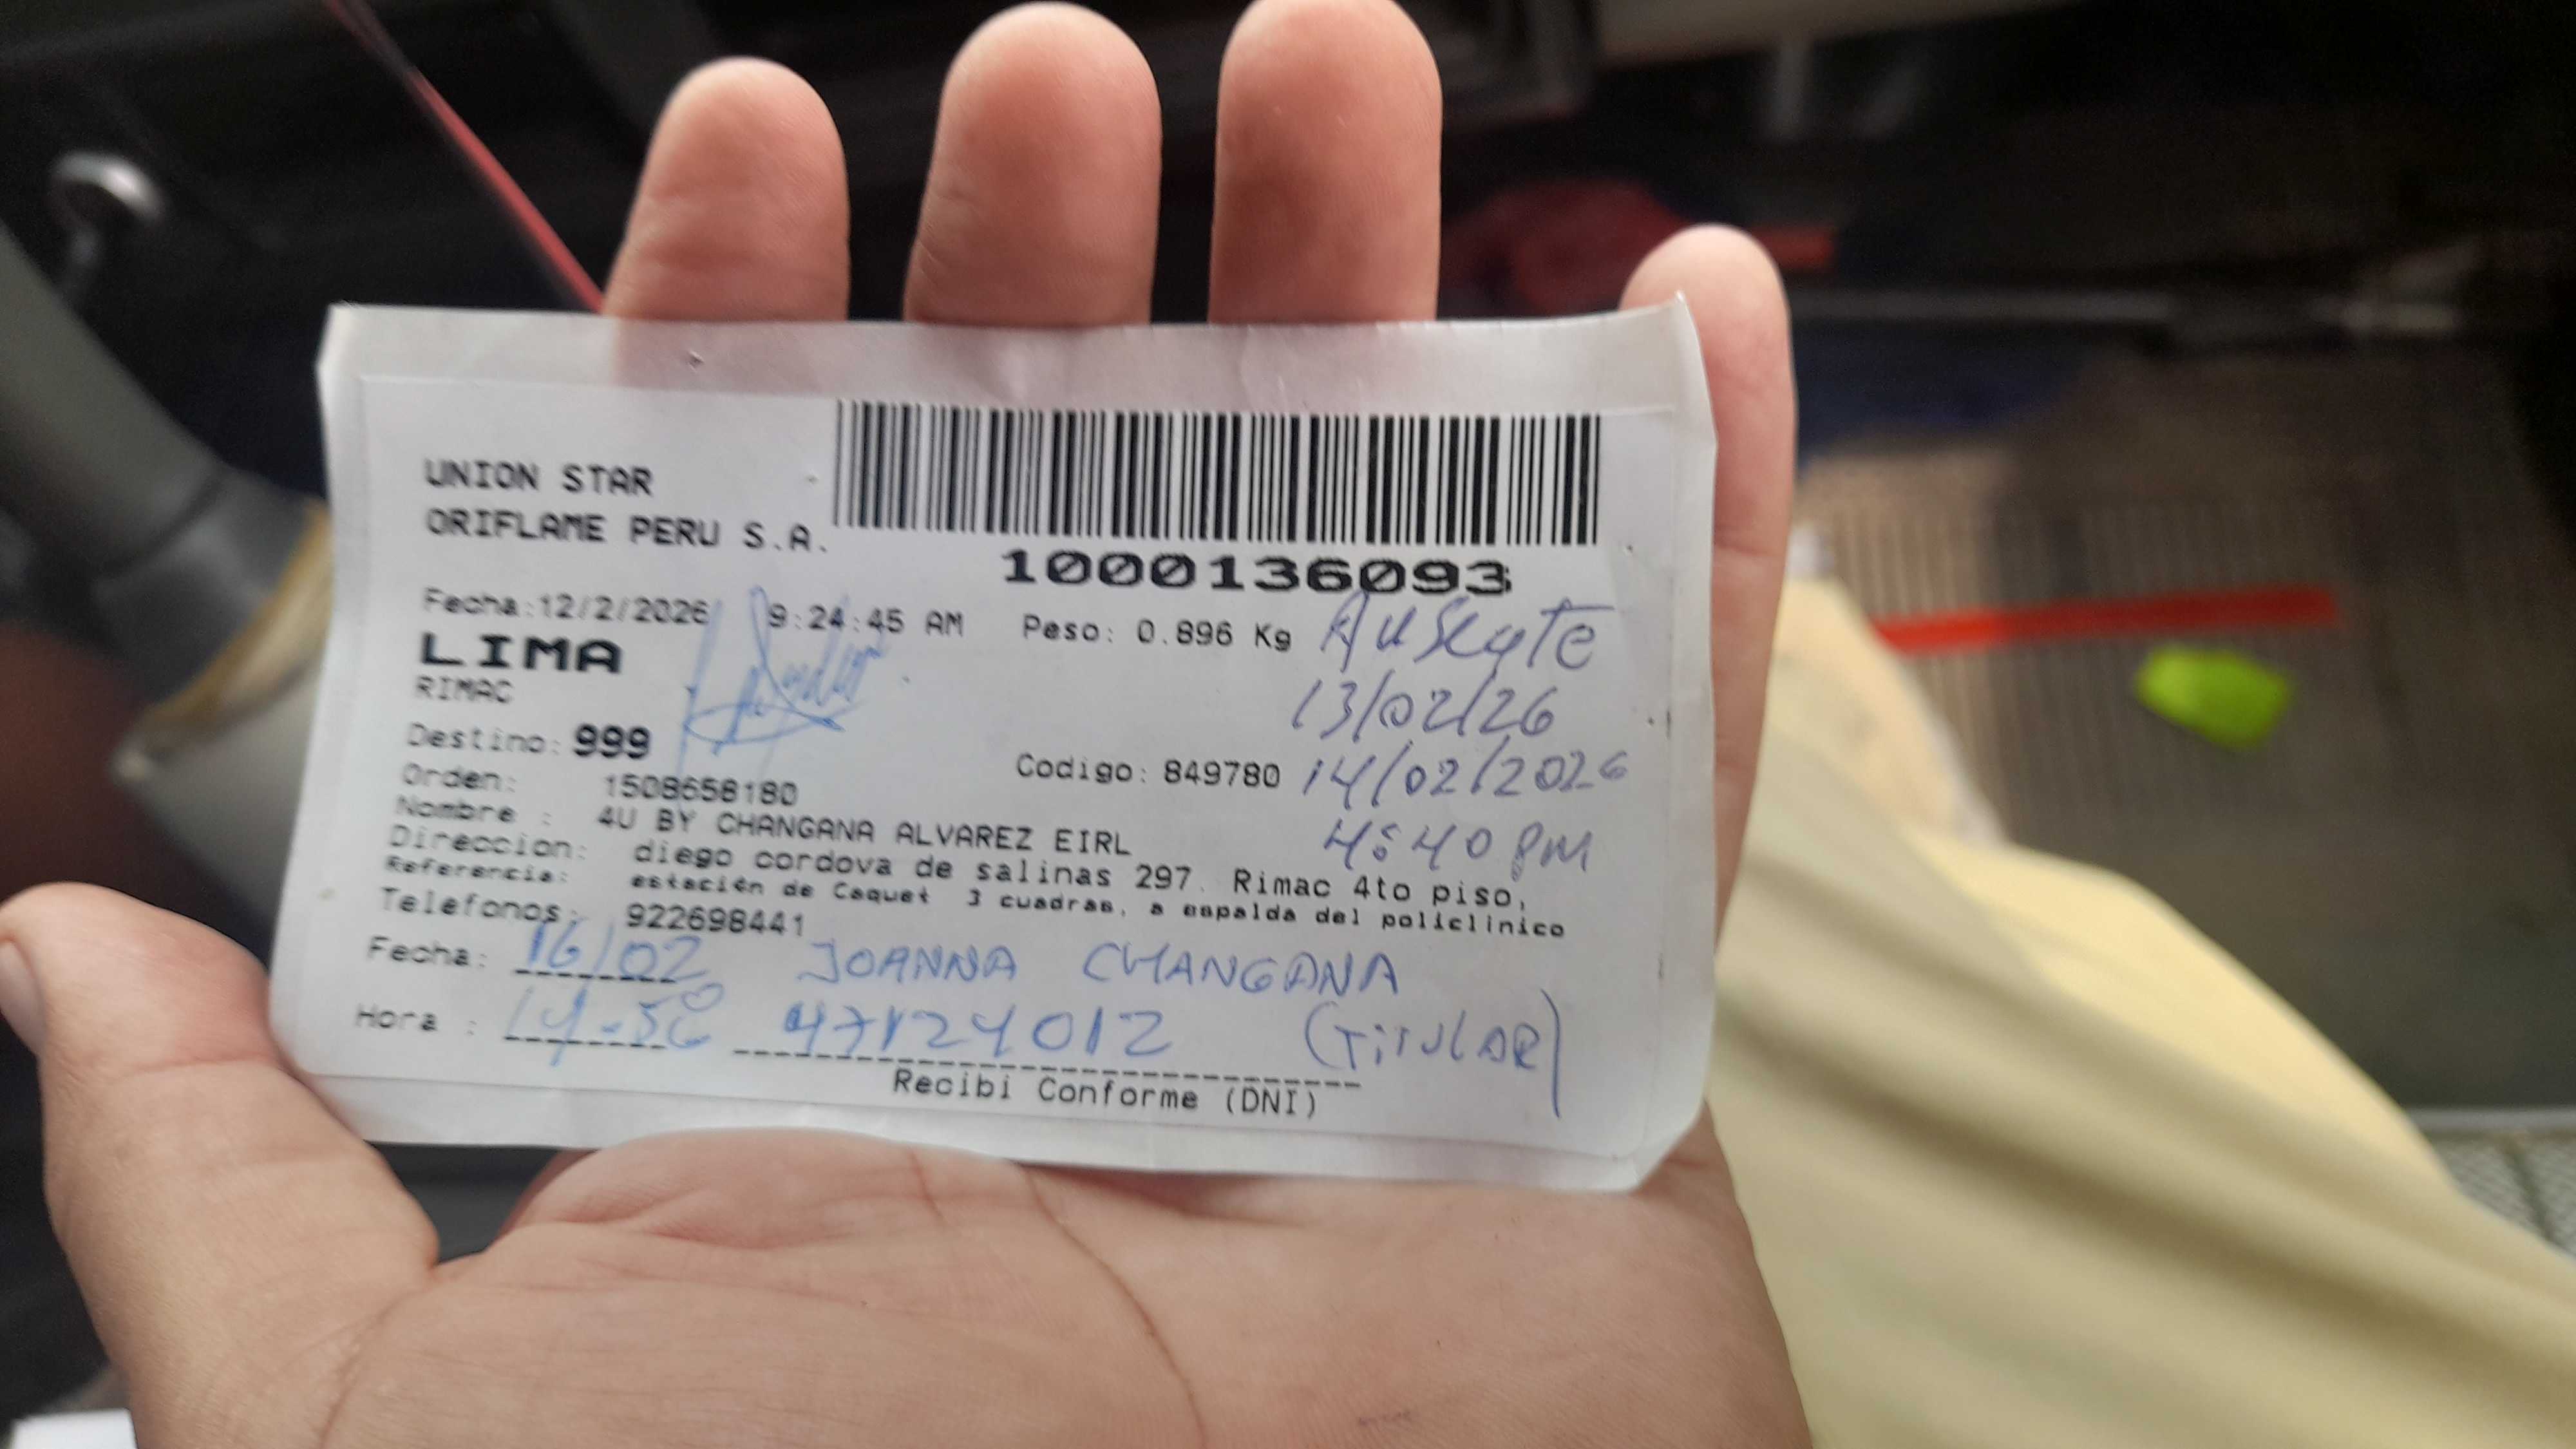 UNION STAR
ORIFLAME PERU S.A.
1000136093
Fecha:12/2/2026 9:24:45 AM Peso: 0.896 Kg
Ausente
LIMA
RIMAC
13/02/26
Destino: 999
Codigo: 849780 14/02/2026
Orden: 1508658180
4:40 PM
Nombre : 4U BY CHANGANA ALVAREZ EIRL
Direccion: diego cordova de salinas 297. Rimac 4to piso,
Referencia: estación de Caquet 3 cuadras, a espalda del policlinico
Telefonos: 922698441
Fecha: 16/02 JOANNA CHANGANA
Hora : 14-50 47124012 (TiTULAR)
Recibi Conforme (DNI)